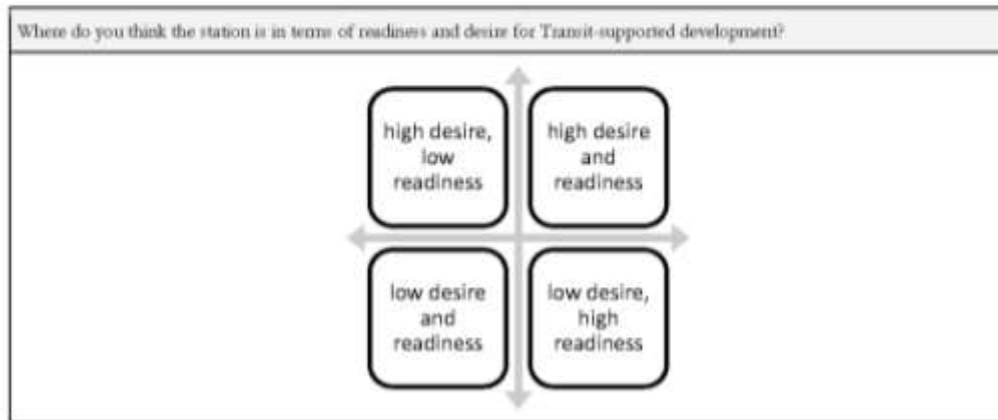 Where do you think the station is in terms of readiness and desire for Transit-supported development?
high desire,
low
readiness
high desire
and
readiness
low desire
and
readiness
low desire,
high
readiness